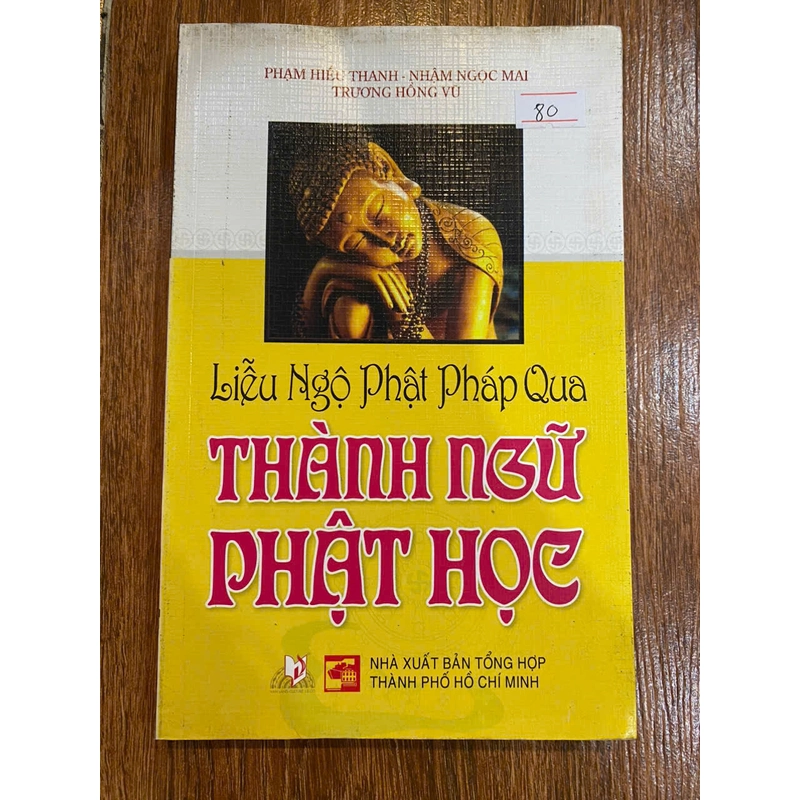 PHẠM HIẾU THANH - NHÂM NGỌC MAI
TRƯƠNG HỒNG VŨ
80
Liễu Ngộ Phật Pháp Qua
THÀNH NGỮ
PHẬT HỌC
NHÀ XUẤT BẢN TỔNG HỢP
THÀNH PHỐ HỒ CHÍ MINH